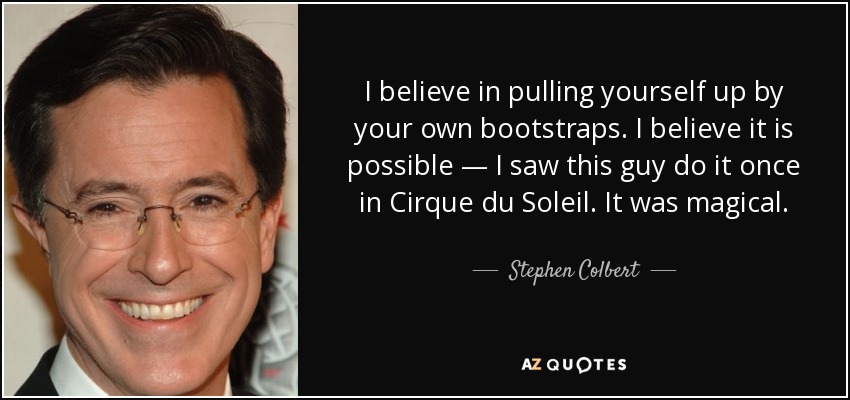 I believe in pulling yourself up by
your own bootstraps. I believe it is
possible — I saw this guy do it once
in Cirque du Soleil. It was magical.
Stephen Colbert
AZ QUOTES